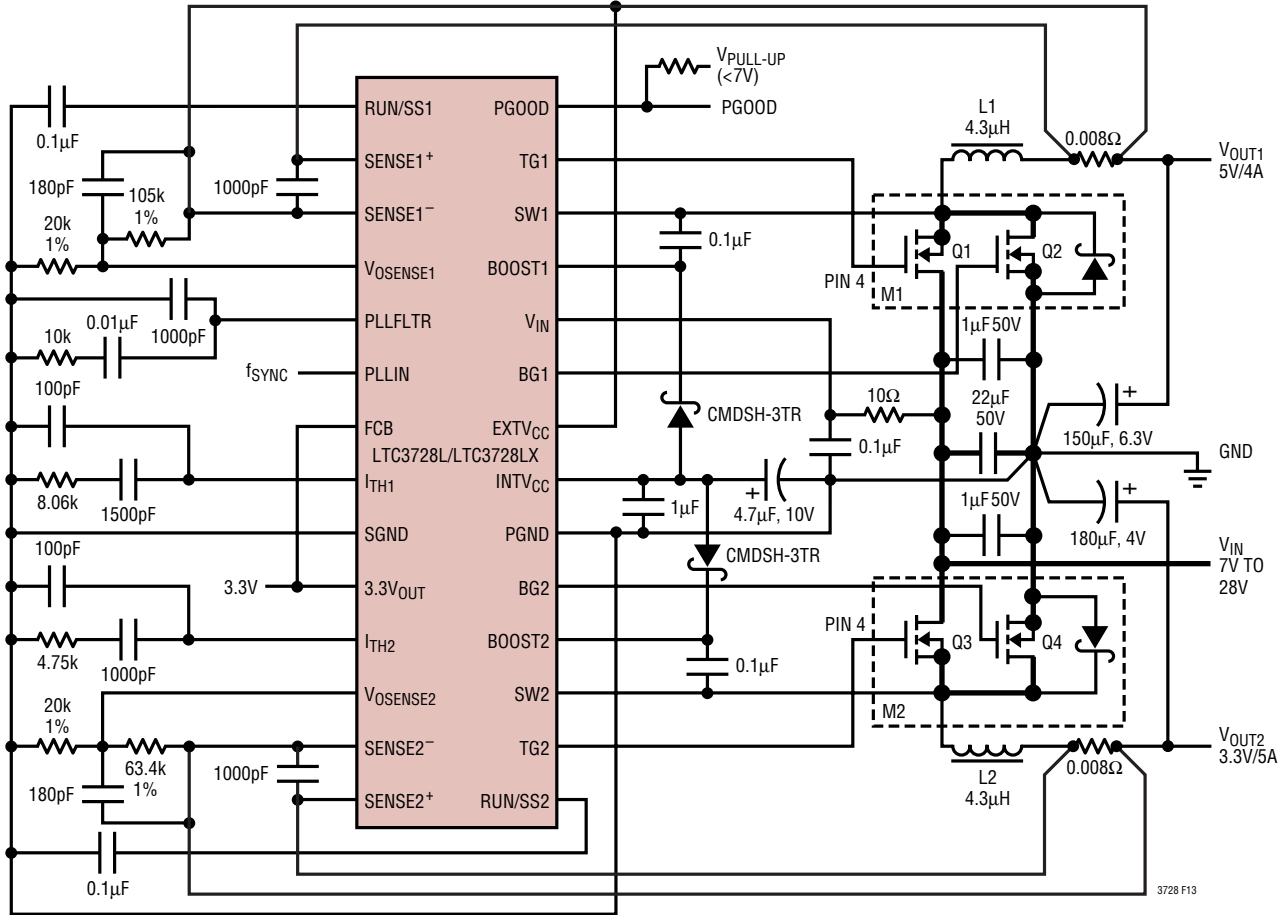 V_PULL-UP
(<7V)
RUN/SS1
PGOOD
PGOOD
0.1µF
L1
4.3µH
0.008Ω
V_OUT1
5V/4A
SENSE1+
TG1
180pF
105k
1%
1000pF
SENSE1−
SW1
20k
1%
0.1µF
Q1
Q2
V_OSENSE1
BOOST1
PIN 4
M1
0.01µF
1000pF
PLLFLTR
V_IN
1µF 50V
10k
f_SYNC
PLLIN
BG1
100pF
10Ω
22µF
50V
CMDSH-3TR
FCB
EXTV_CC
150µF, 6.3V
LTC3728L/LTC3728LX
0.1µF
GND
I_TH1
INTV_CC
8.06k
1500pF
1µF
4.7µF, 10V
1µF 50V
SGND
PGND
180µF, 4V
100pF
CMDSH-3TR
V_IN
7V TO
28V
3.3V
3.3V_OUT
BG2
PIN 4
I_TH2
BOOST2
Q3
Q4
4.75k
1000pF
0.1µF
V_OSENSE2
SW2
20k
1%
M2
SENSE2−
TG2
V_OUT2
3.3V/5A
63.4k
1%
1000pF
0.008Ω
180pF
L2
4.3µH
SENSE2+
RUN/SS2
0.1µF
3728 F13